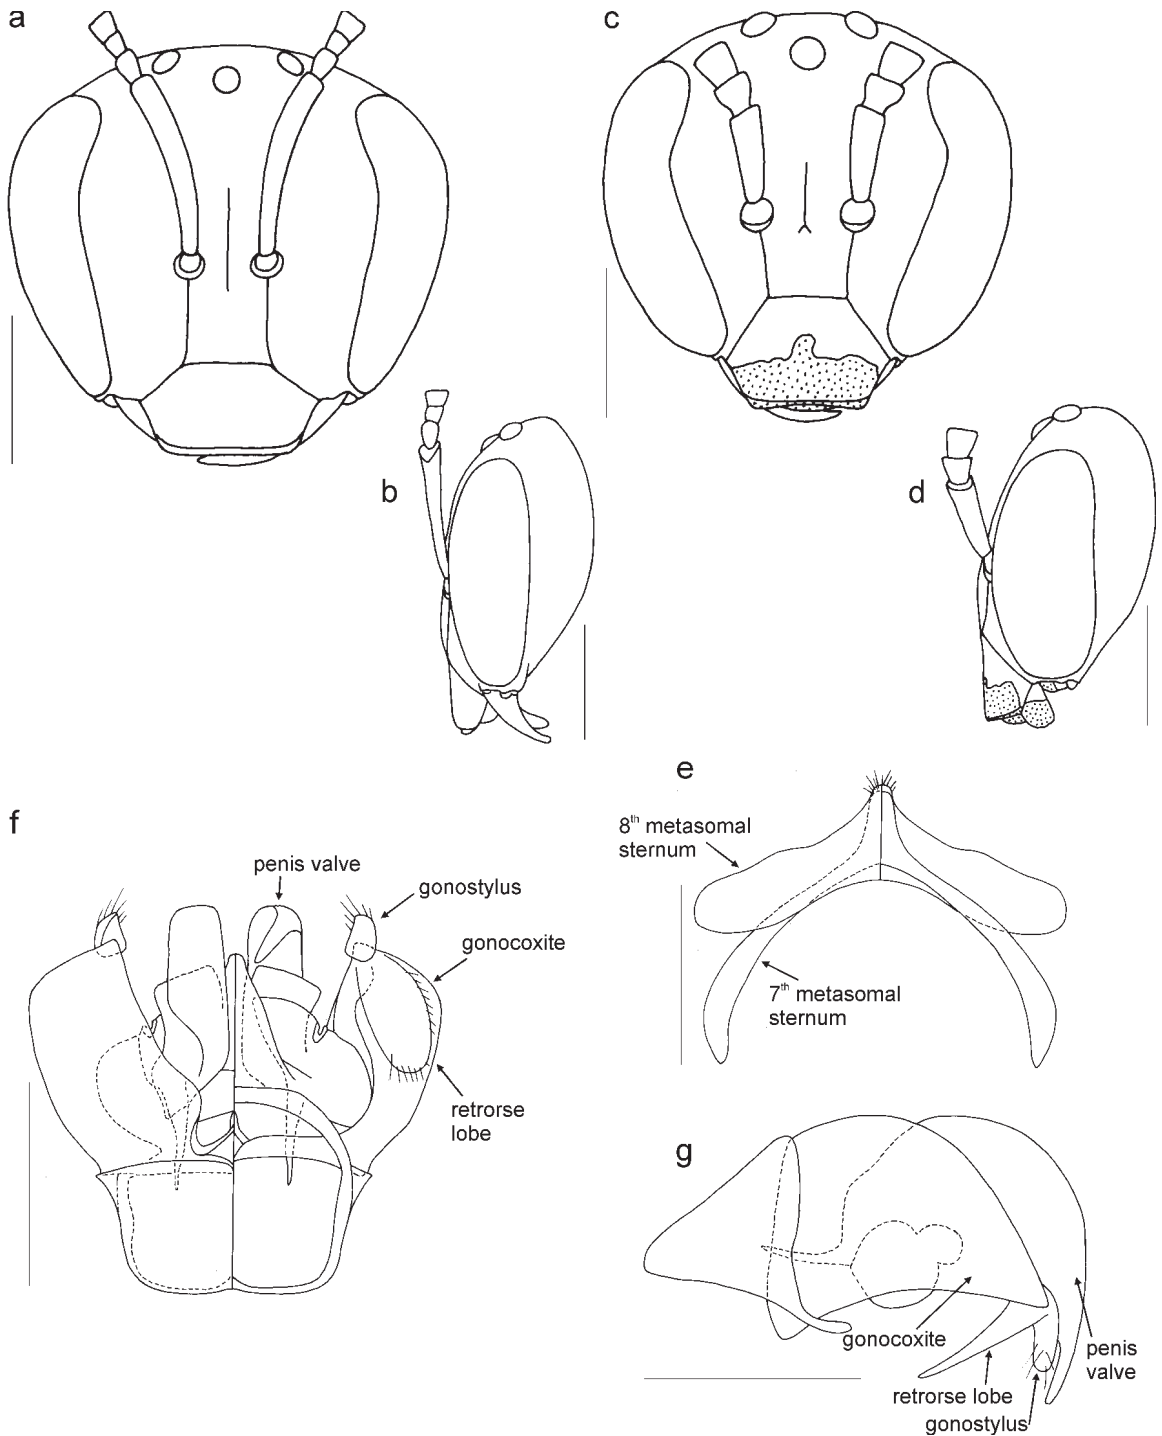 a
c
b
d
e
8th metasomal
sternum
7th metasomal
sternum
f
penis valve
gonostylus
gonocoxite
retrorse
lobe
g
gonocoxite
penis
valve
retrorse lobe
gonostylus